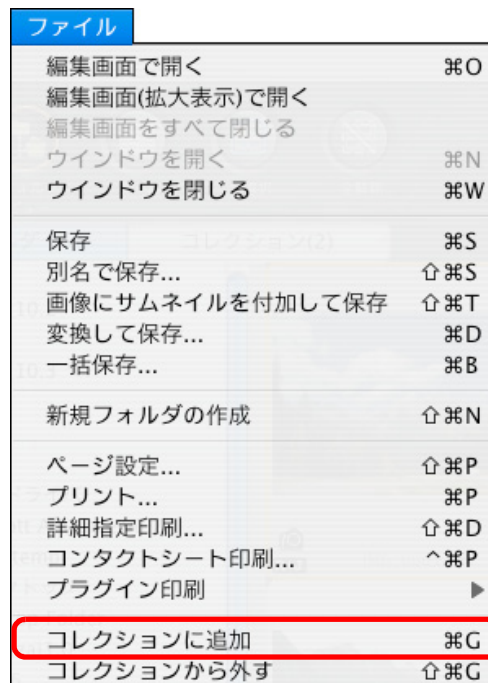 ファイル
編集画面で開く ⌘O
編集画面(拡大表示)で開く
編集画面をすべて閉じる
ウインドウを開く ⌘N
ウインドウを閉じる ⌘W
保存 ⌘S
別名で保存... ⇧⌘S
画像にサムネイルを付加して保存 ⇧⌘T
変換して保存... ⌘D
一括保存... ⌘B
新規フォルダの作成 ⇧⌘N
ページ設定... ⇧⌘P
プリント... ⌘P
詳細指定印刷... ⇧⌘D
コンタクトシート印刷... ^⌘P
プラグイン印刷 ▶
コレクションに追加 ⌘G
コレクションから外す ⇧⌘G